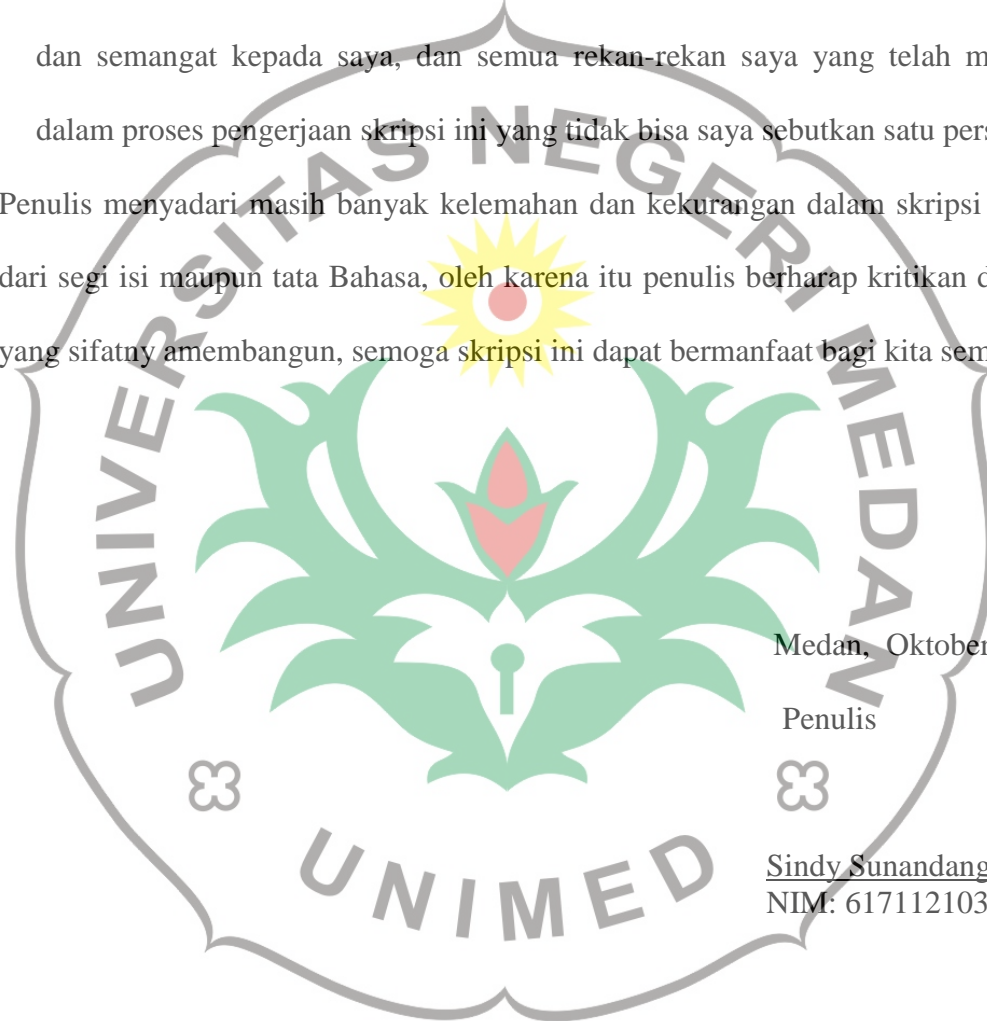 dan semangat kepada saya, dan semua rekan-rekan saya yang telah m
dalam proses pengerjaan skripsi ini yang tidak bisa saya sebutkan satu pers
Penulis menyadari masih banyak kelemahan dan kekurangan dalam skripsi
dari segi isi maupun tata Bahasa, oleh karena itu penulis berharap kritikan d
yang sifatny amembangun, semoga skripsi ini dapat bermanfaat bagi kita sem
Medan, Oktober
Penulis
Sindy Sunandang
NIM: 617112103
UNIVERSITAS NEGERI MEDAN
UNIMED